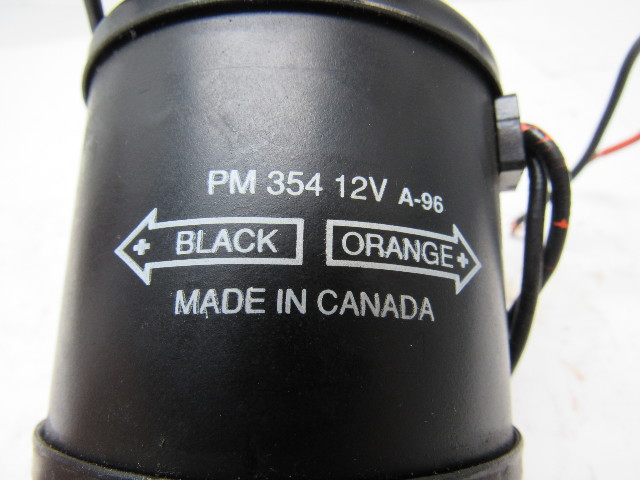 PM 354 12V A-96
+ BLACK ORANGE +
MADE IN CANADA